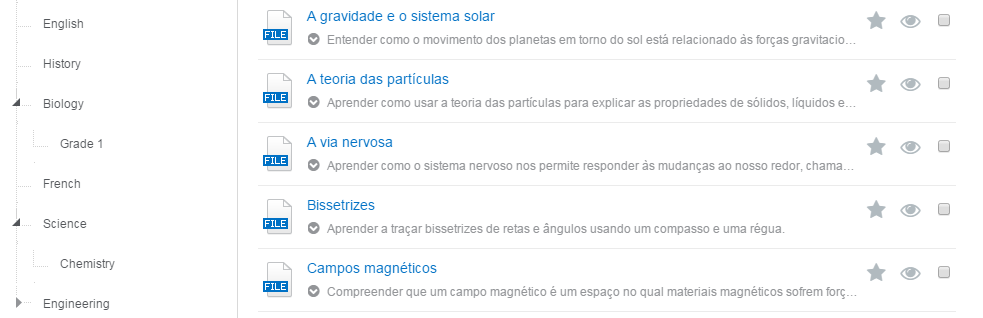 English
History
Biology
Grade 1
French
Science
Chemistry
Engineering
A gravidade e o sistema solar
FILE
Entender como o movimento dos planetas em torno do sol está relacionado às forças gravitacio...
A teoria das partículas
FILE
Aprender como usar a teoria das partículas para explicar as propriedades de sólidos, líquidos e...
A via nervosa
FILE
Aprender como o sistema nervoso nos permite responder às mudanças ao nosso redor, chama...
Bissetrizes
FILE
Aprender a traçar bissetrizes de retas e ângulos usando um compasso e uma régua.
Campos magnéticos
FILE
Compreender que um campo magnético é um espaço no qual materiais magnéticos sofrem forç...